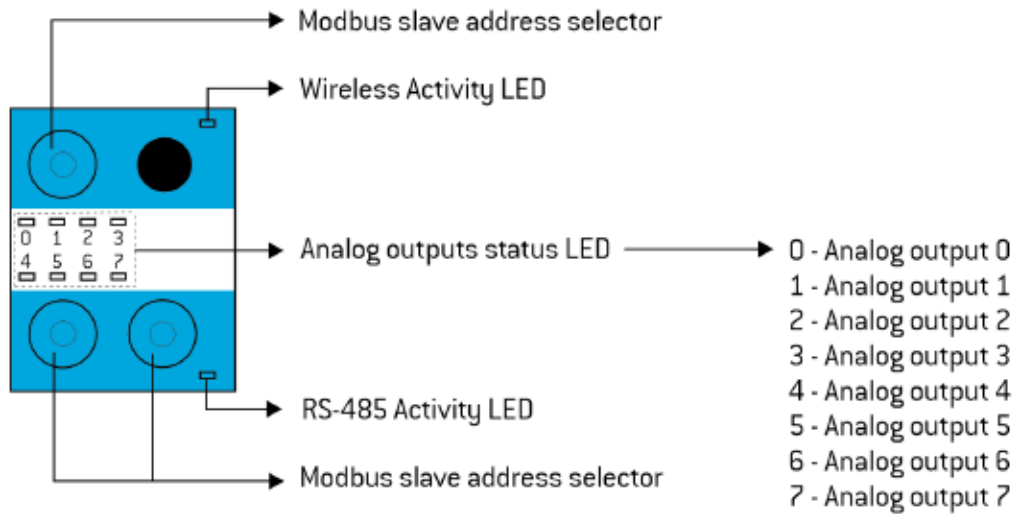 Modbus slave address selector
Wireless Activity LED
0 1 2 3
4 5 6 7
Analog outputs status LED
0 - Analog output 0
1 - Analog output 1
2 - Analog output 2
3 - Analog output 3
4 - Analog output 4
5 - Analog output 5
6 - Analog output 6
7 - Analog output 7
RS-485 Activity LED
Modbus slave address selector